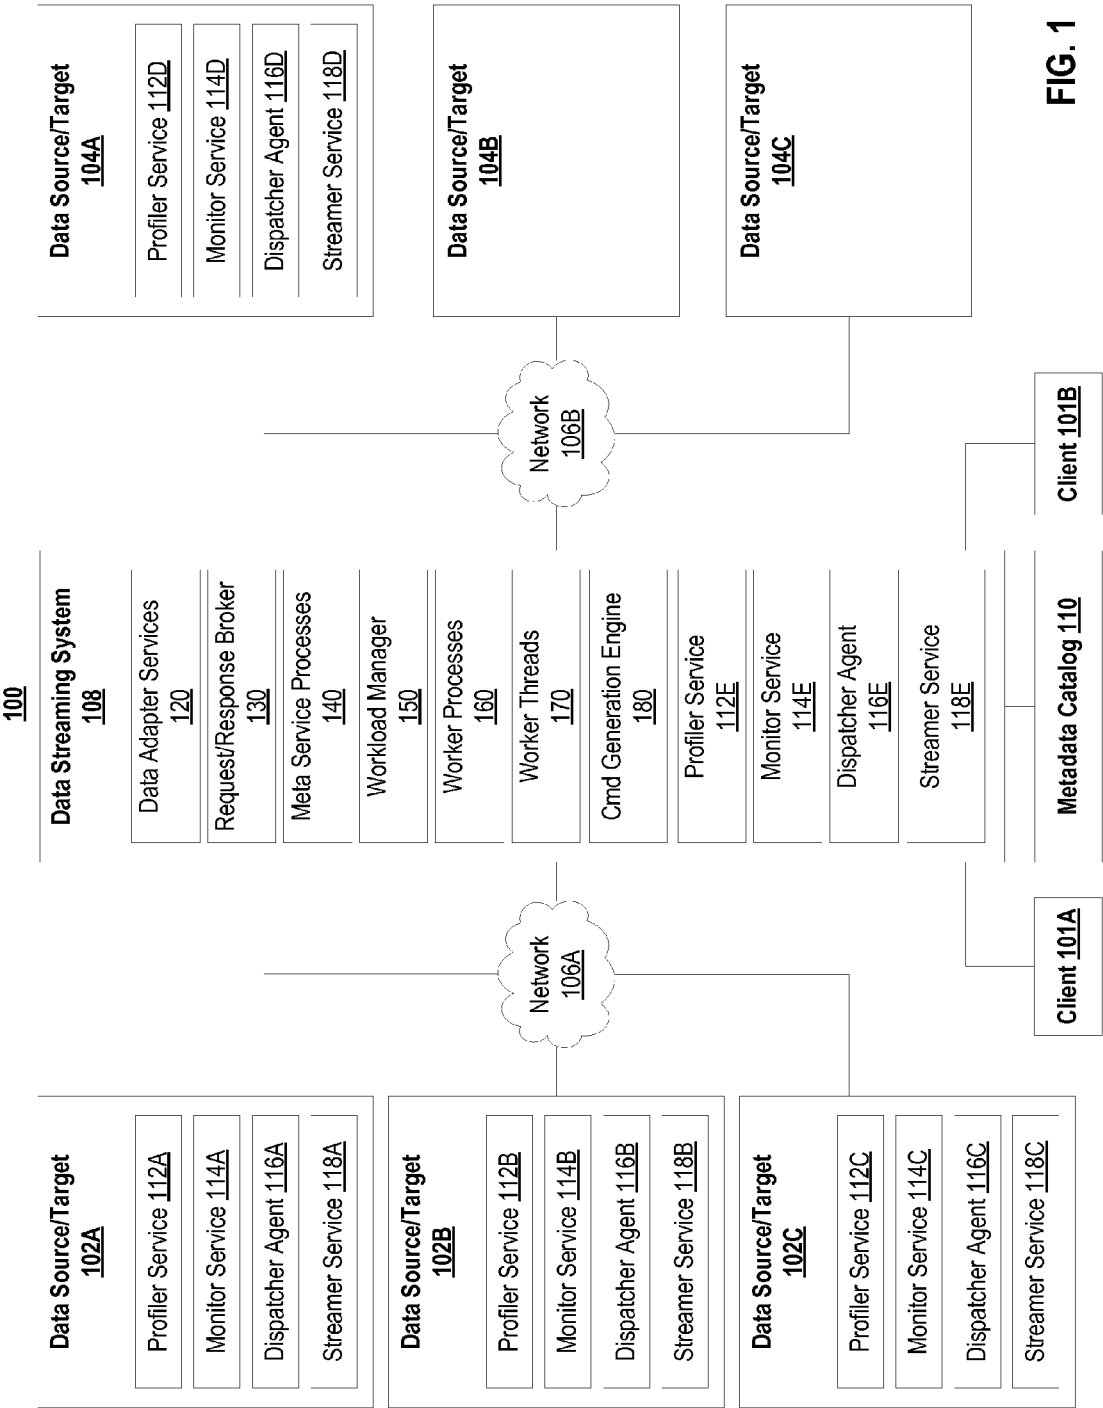 100
Data Source/Target
102A
Profiler Service 112A
Monitor Service 114A
Dispatcher Agent 116A
Streamer Service 118A
Data Source/Target
102B
Profiler Service 112B
Monitor Service 114B
Dispatcher Agent 116B
Streamer Service 118B
Data Source/Target
102C
Profiler Service 112C
Monitor Service 114C
Dispatcher Agent 116C
Streamer Service 118C
Network
106A
Data Streaming System
108
Data Adapter Services
120
Request/Response Broker
130
Meta Service Processes
140
Workload Manager
150
Worker Processes
160
Worker Threads
170
Cmd Generation Engine
180
Profiler Service
112E
Monitor Service
114E
Dispatcher Agent
116E
Streamer Service
118E
Network
106B
Data Source/Target
104A
Profiler Service 112D
Monitor Service 114D
Dispatcher Agent 116D
Streamer Service 118D
Data Source/Target
104B
Data Source/Target
104C
Client 101A
Metadata Catalog 110
Client 101B
FIG. 1